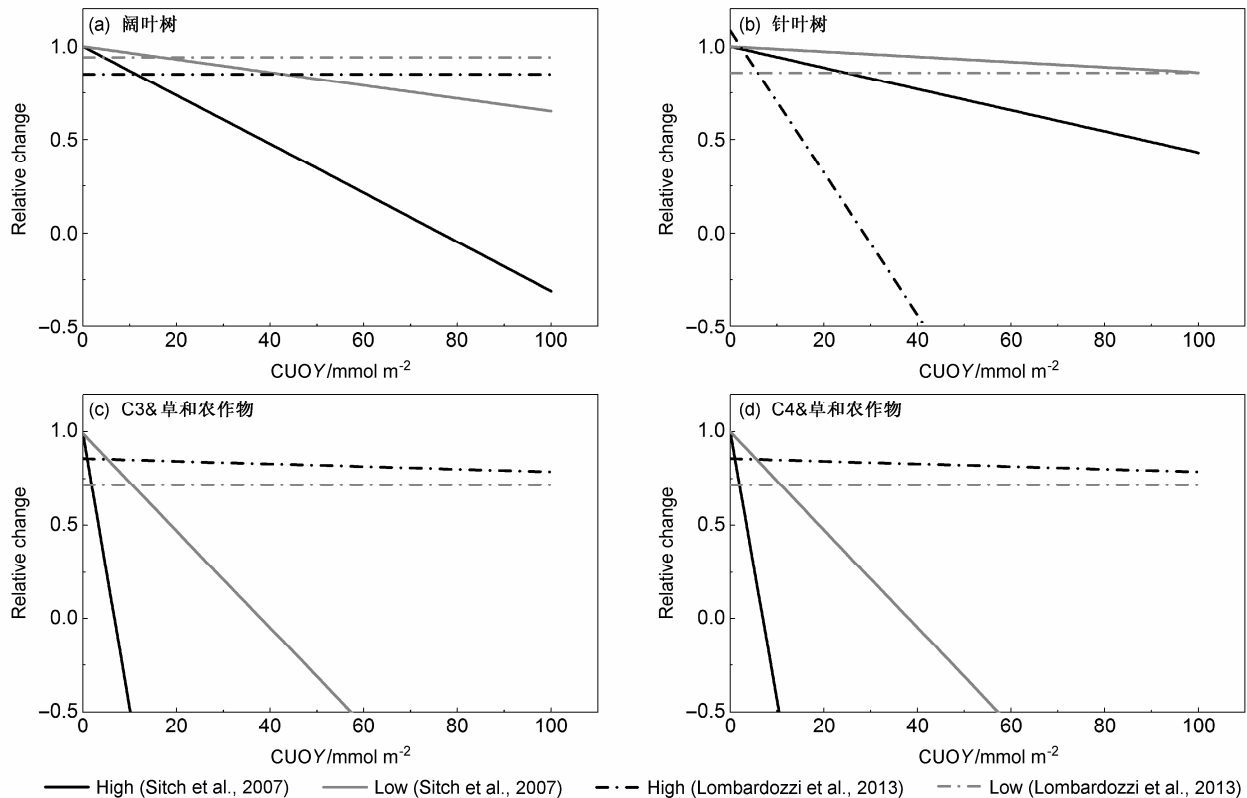 (a) 阔叶树
1.0
0.5
0.0
–0.5
Relative change
0 20 40 60 80 100
CUOY/mmol m⁻²
(b) 针叶树
1.0
0.5
0.0
–0.5
Relative change
0 20 40 60 80 100
CUOY/mmol m⁻²
(c) C3&草和农作物
1.0
0.5
0.0
–0.5
Relative change
0 20 40 60 80 100
CUOY/mmol m⁻²
(d) C4&草和农作物
1.0
0.5
0.0
–0.5
Relative change
0 20 40 60 80 100
CUOY/mmol m⁻²
High (Sitch et al., 2007) Low (Sitch et al., 2007) High (Lombardozzi et al., 2013) Low (Lombardozzi et al., 2013)